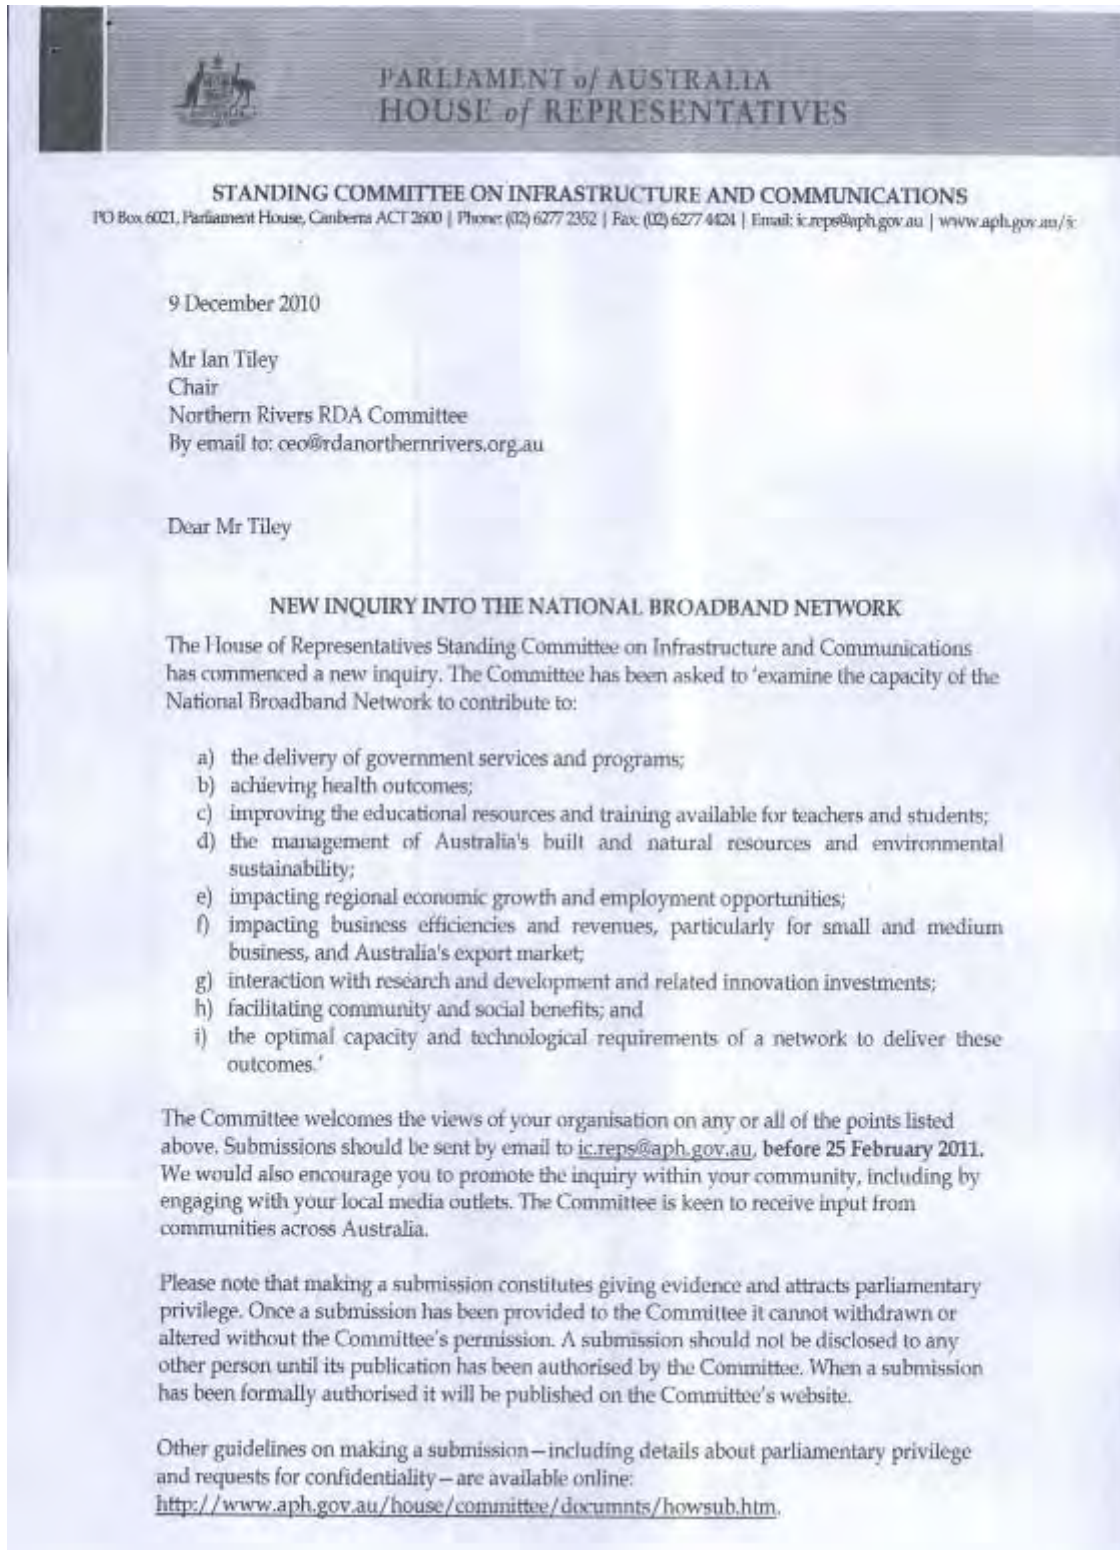 PARLIAMENT of AUSTRALIA
HOUSE of REPRESENTATIVES
STANDING COMMITTEE ON INFRASTRUCTURE AND COMMUNICATIONS
PO Box 6021, Parliament House, Canberra ACT 2600 | Phone: (02) 6277 2352 | Fax: (02) 6277 4424 | Email: ic.reps@aph.gov.au | www.aph.gov.au/ic
9 December 2010
Mr Ian Tiley
Chair
Northern Rivers RDA Committee
By email to: ceo@rdanorthernrivers.org.au
Dear Mr Tiley
NEW INQUIRY INTO THE NATIONAL BROADBAND NETWORK
The House of Representatives Standing Committee on Infrastructure and Communications
has commenced a new inquiry. The Committee has been asked to 'examine the capacity of the
National Broadband Network to contribute to:
a) the delivery of government services and programs;
b) achieving health outcomes;
c) improving the educational resources and training available for teachers and students;
d) the management of Australia's built and natural resources and environmental
sustainability;
e) impacting regional economic growth and employment opportunities;
f) impacting business efficiencies and revenues, particularly for small and medium
business, and Australia's export market;
g) interaction with research and development and related innovation investments;
h) facilitating community and social benefits; and
i) the optimal capacity and technological requirements of a network to deliver these
outcomes.'
The Committee welcomes the views of your organisation on any or all of the points listed
above. Submissions should be sent by email to ic.reps@aph.gov.au, before 25 February 2011.
We would also encourage you to promote the inquiry within your community, including by
engaging with your local media outlets. The Committee is keen to receive input from
communities across Australia.
Please note that making a submission constitutes giving evidence and attracts parliamentary
privilege. Once a submission has been provided to the Committee it cannot withdrawn or
altered without the Committee's permission. A submission should not be disclosed to any
other person until its publication has been authorised by the Committee. When a submission
has been formally authorised it will be published on the Committee's website.
Other guidelines on making a submission—including details about parliamentary privilege
and requests for confidentiality—are available online:
http://www.aph.gov.au/house/committee/documnts/howsub.htm.